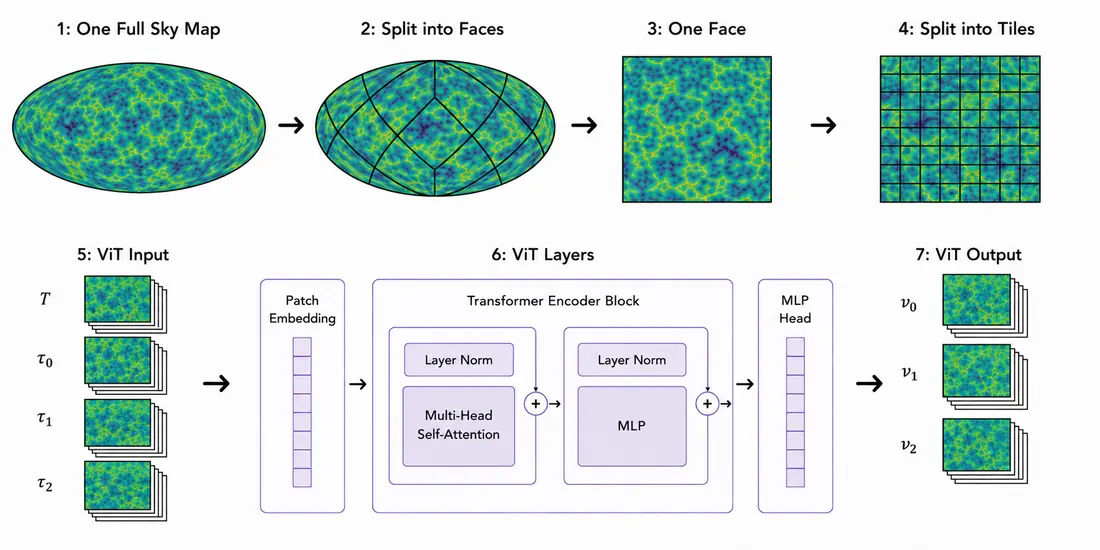 1: One Full Sky Map
2: Split into Faces
3: One Face
4: Split into Tiles
5: ViT Input
6: ViT Layers
7: ViT Output
T
τ0
τ1
τ2
Patch
Embedding
Transformer Encoder Block
Layer Norm
Multi-Head
Self-Attention
+
Layer Norm
MLP
+
MLP
Head
ν0
ν1
ν2